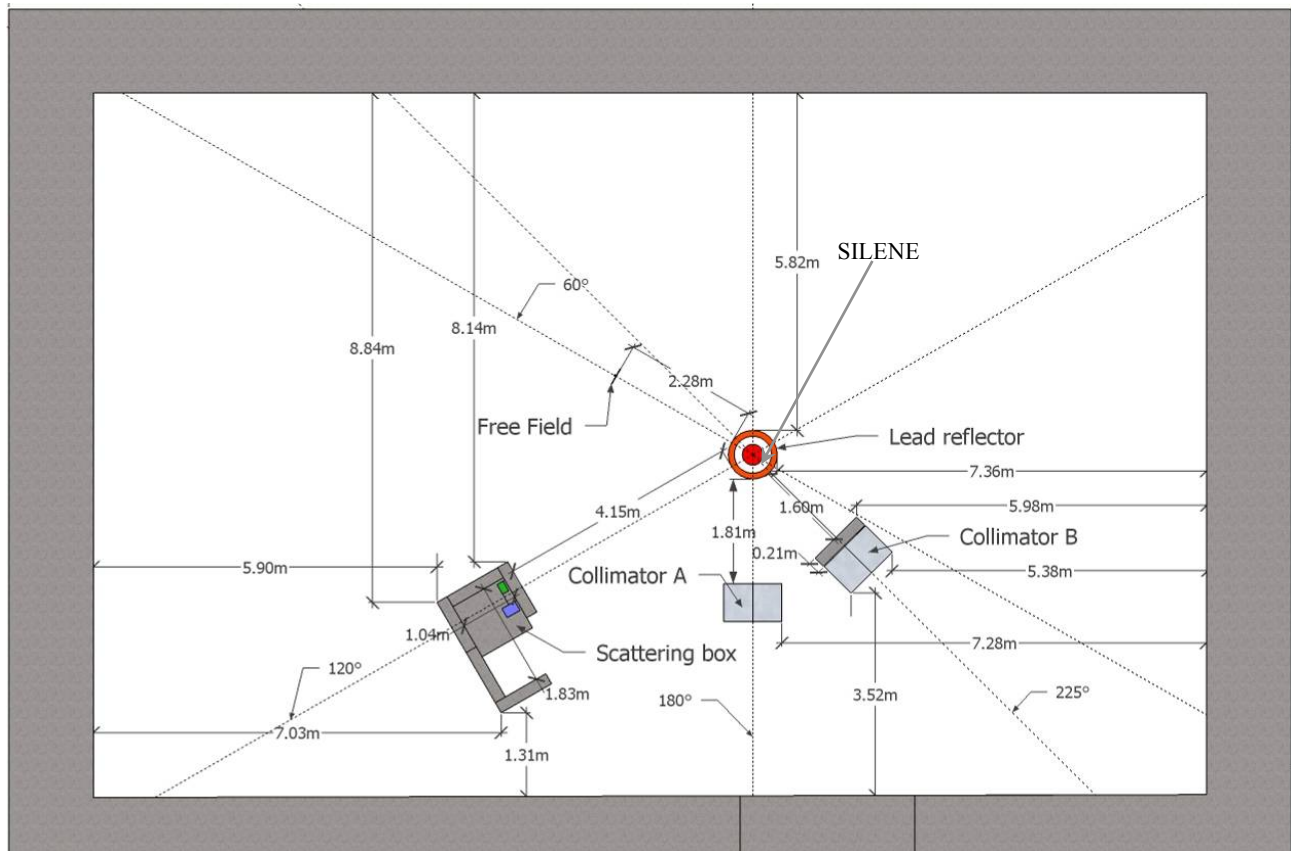 SILENE
5.82m
60°
8.14m
8.84m
2.28m
Free Field
Lead reflector
7.36m
4.15m
1.60m
5.98m
1.81m
Collimator B
0.21m
5.90m
Collimator A
5.38m
1.04m
Scattering box
7.28m
120°
1.83m
180°
3.52m
225°
7.03m
1.31m